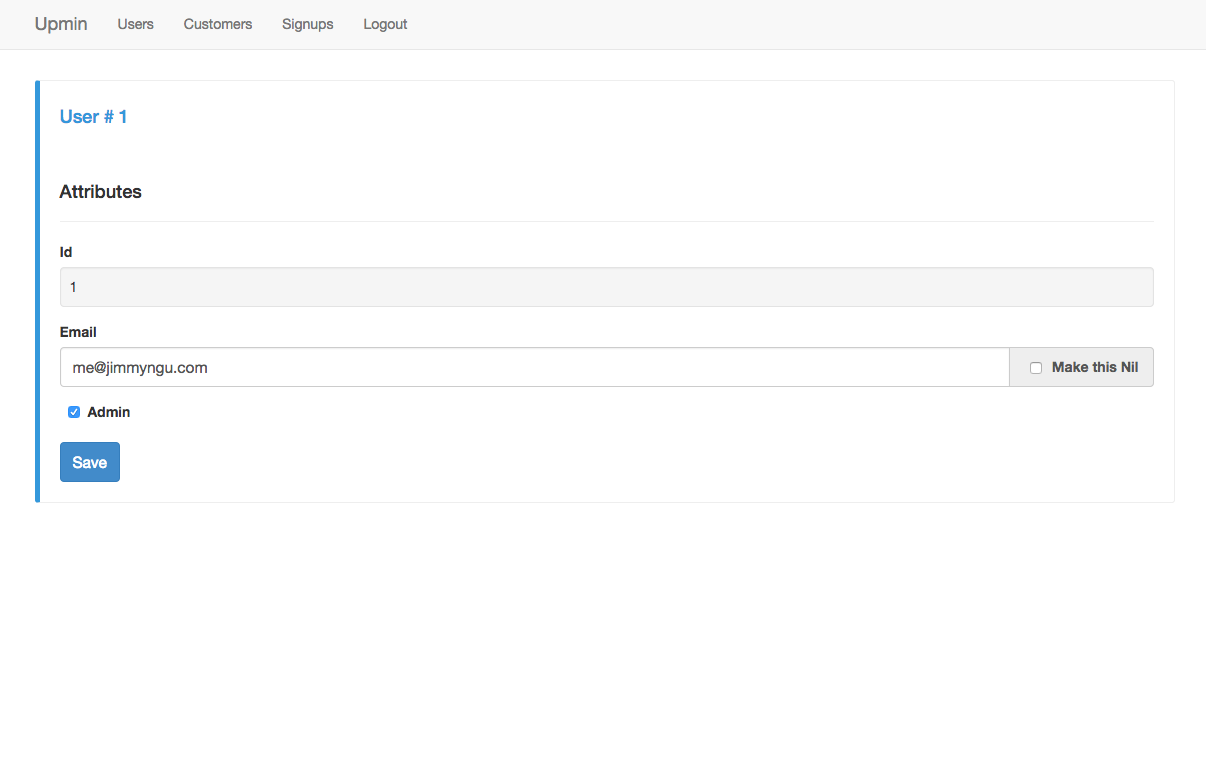 Upmin Users Customers Signups Logout
User # 1
Attributes
Id
1
Email
me@jimmyngu.com Make this Nil
Admin
Save